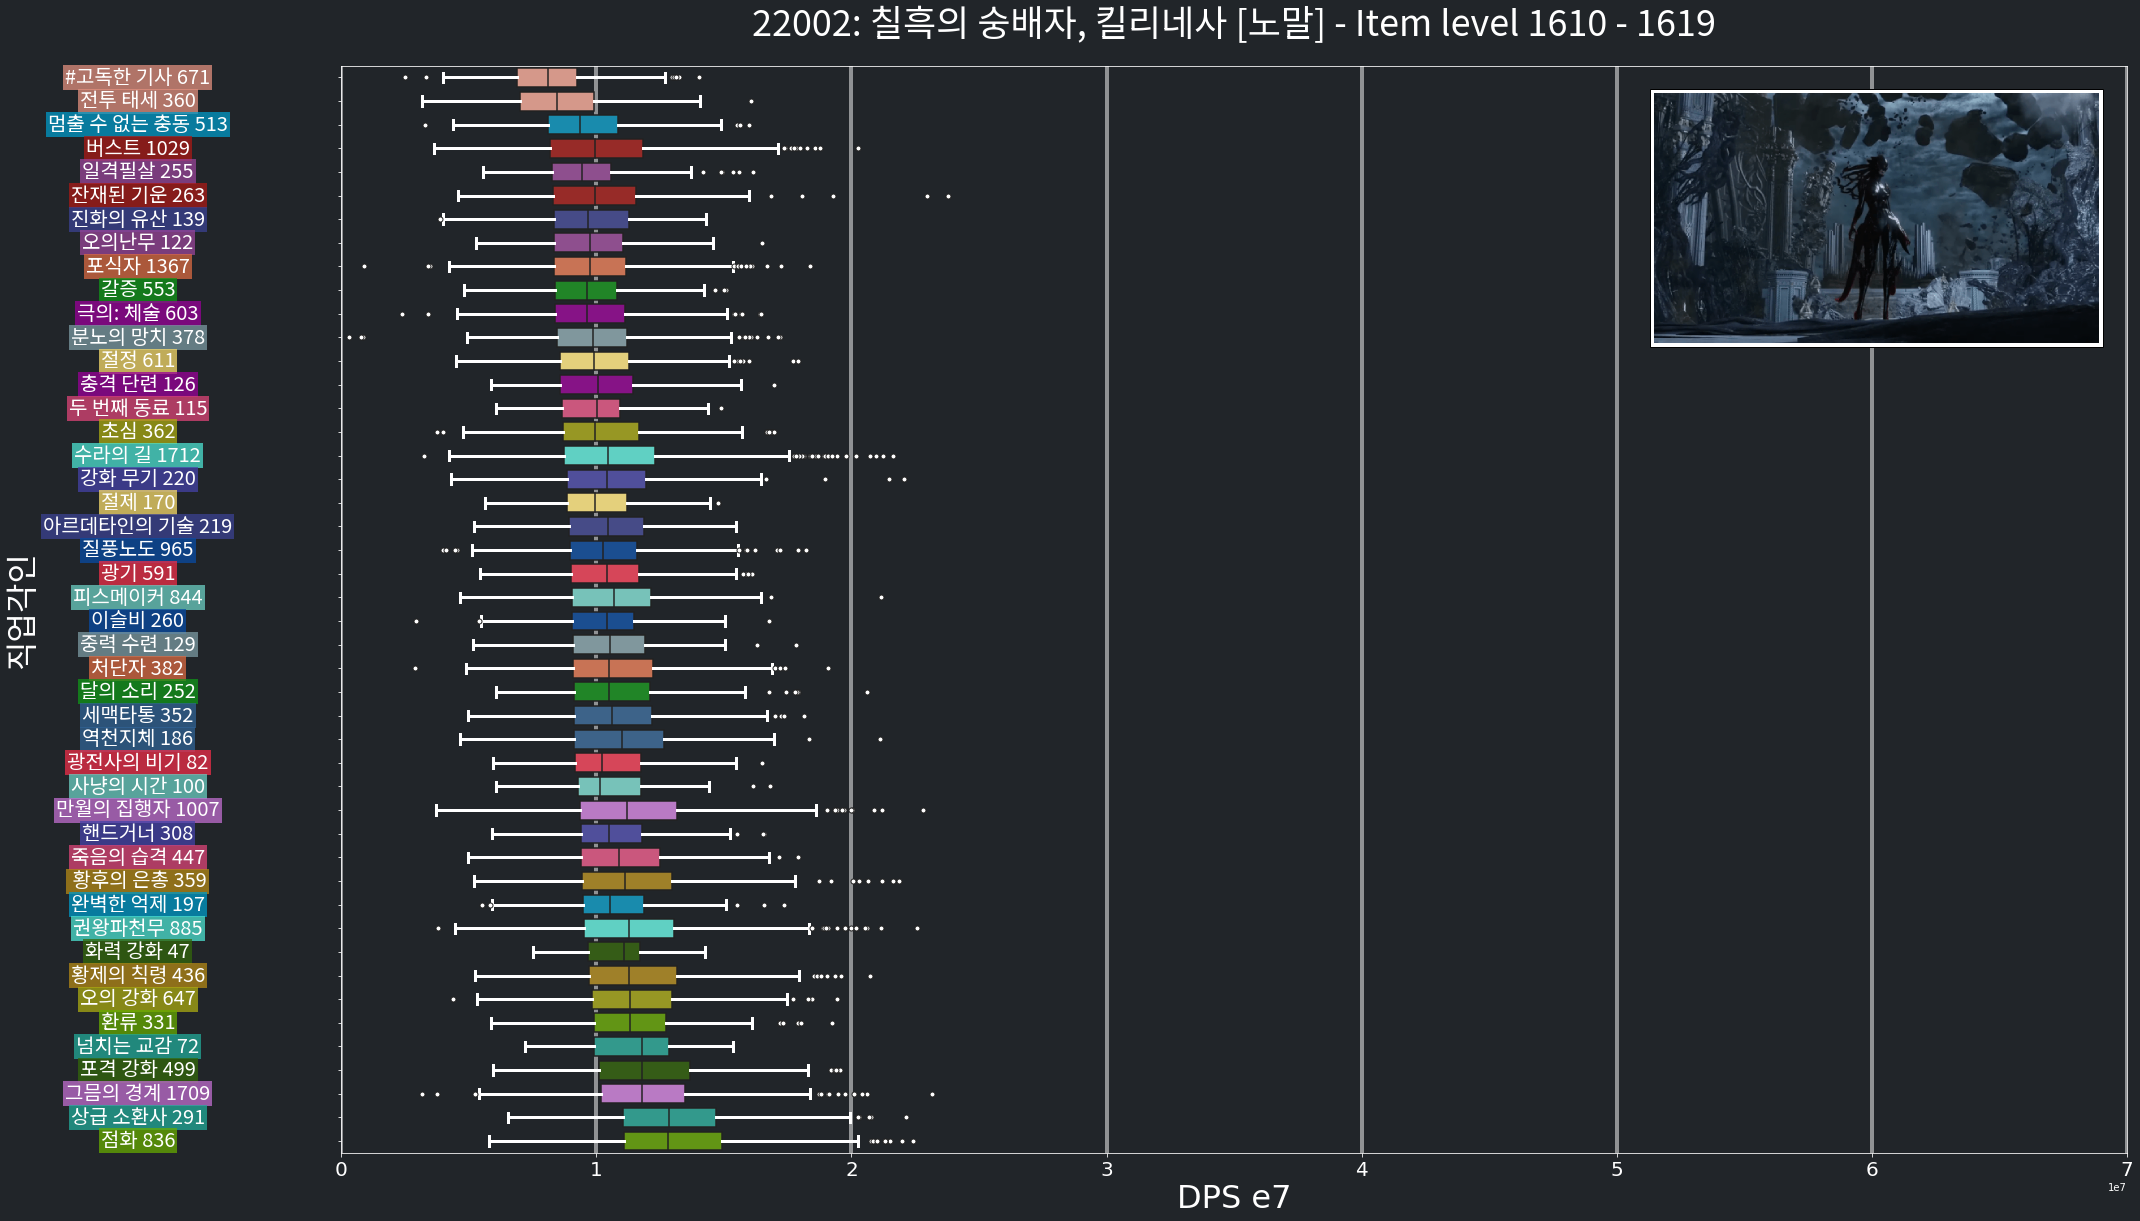 22002: 칠흑의 숭배자, 킬리네사 [노말] - Item level 1610 - 1619
#고독한 기사 671
전투 태세 360
멈출 수 없는 충동 513
버스트 1029
일격필살 255
잔재된 기운 263
진화의 유산 139
오의난무 122
포식자 1367
갈증 553
극의: 체술 603
분노의 망치 378
절정 611
충격 단련 126
두 번째 동료 115
초심 362
수라의 길 1712
강화 무기 220
절제 170
아르데타인의 기술 219
질풍노도 965
광기 591
피스메이커 844
이슬비 260
중력 수련 129
처단자 382
달의 소리 252
세맥타통 352
역천지체 186
광전사의 비기 82
사냥의 시간 100
만월의 집행자 1007
핸드거너 308
죽음의 습격 447
황후의 은총 359
완벽한 억제 197
권왕파천무 885
화력 강화 47
황제의 칙령 436
오의 강화 647
환류 331
넘치는 교감 72
포격 강화 499
그믐의 경계 1709
상급 소환사 291
점화 836
직업각인
0 1 2 3 4 5 6 7
1e7
DPS e7